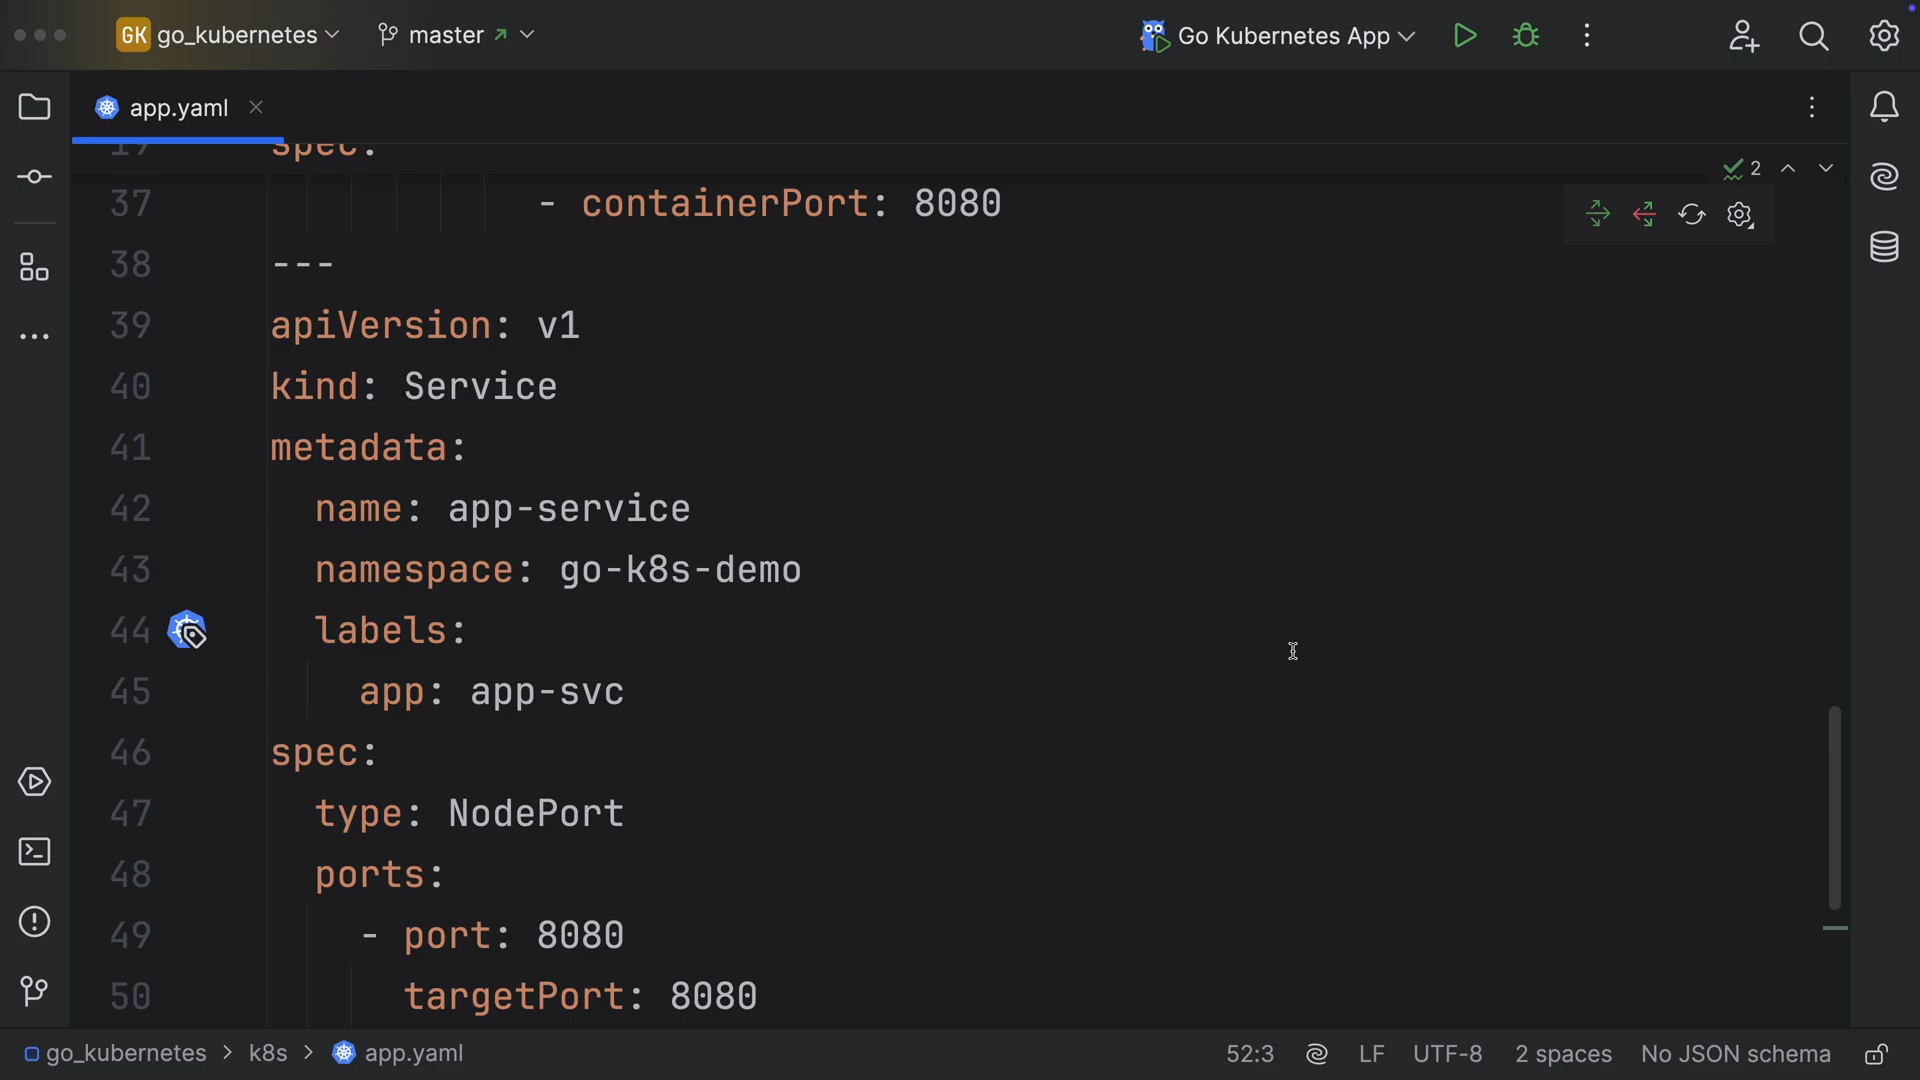 GK go_kubernetes master Go Kubernetes App
app.yaml
19 spec:
2
37 - containerPort: 8080
38 ---
39 apiVersion: v1
40 kind: Service
41 metadata:
42 name: app-service
43 namespace: go-k8s-demo
44 labels:
45 app: app-svc
46 spec:
47 type: NodePort
48 ports:
49 - port: 8080
50 targetPort: 8080
go_kubernetes > k8s > app.yaml 52:3 LF UTF-8 2 spaces No JSON schema